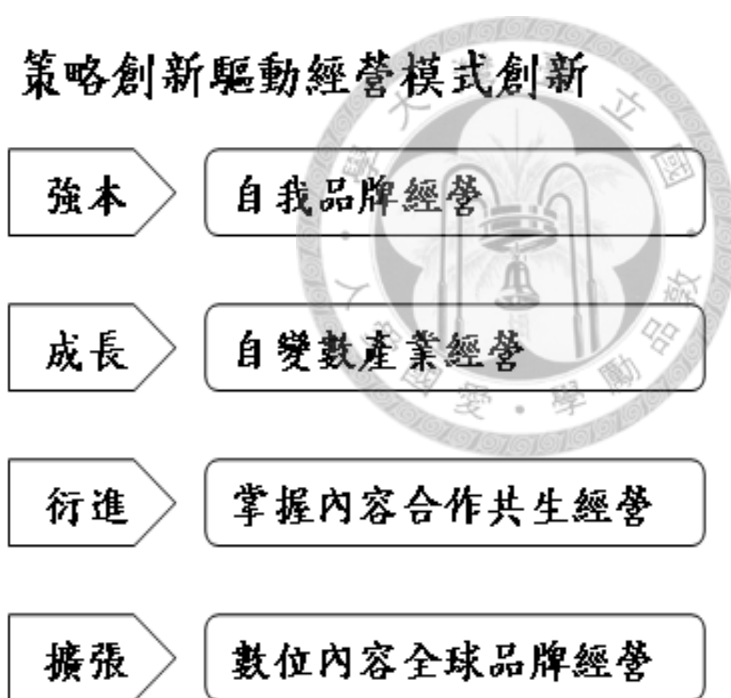 策略創新驅動經營模式創新
強本 自我品牌經營
成長 自變數產業經營
衍進 掌握內容合作共生經營
擴張 數位內容全球品牌經營